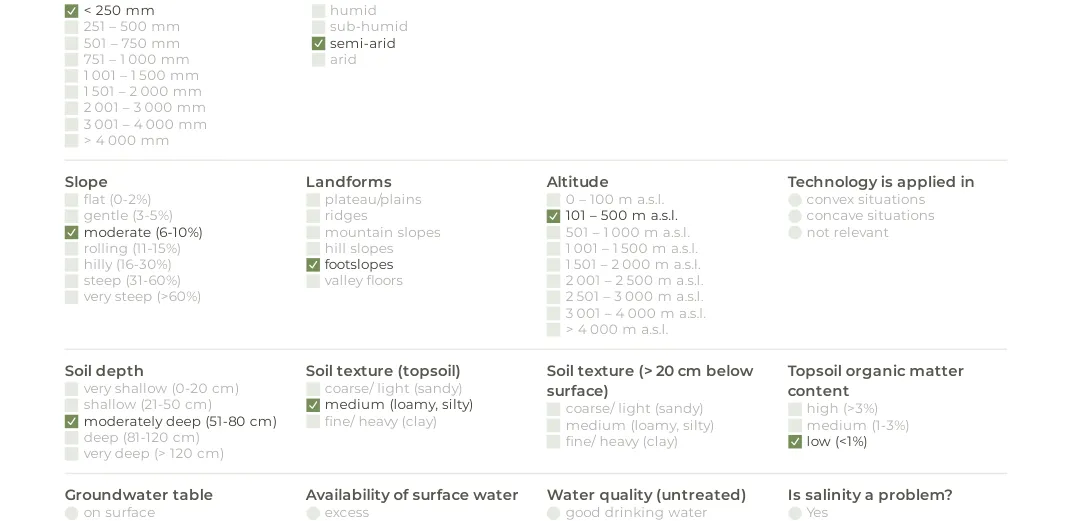 < 250 mm
251 – 500 mm
501 – 750 mm
751 – 1 000 mm
1 001 – 1 500 mm
1 501 – 2 000 mm
2 001 – 3 000 mm
3 001 – 4 000 mm
> 4 000 mm
humid
sub-humid
semi-arid
arid
Slope
flat (0-2%)
gentle (3-5%)
moderate (6-10%)
rolling (11-15%)
hilly (16-30%)
steep (31-60%)
very steep (>60%)
Landforms
plateau/plains
ridges
mountain slopes
hill slopes
footslopes
valley floors
Altitude
0 – 100 m a.s.l.
101 – 500 m a.s.l.
501 – 1 000 m a.s.l.
1 001 – 1 500 m a.s.l.
1 501 – 2 000 m a.s.l.
2 001 – 2 500 m a.s.l.
2 501 – 3 000 m a.s.l.
3 001 – 4 000 m a.s.l.
> 4 000 m a.s.l.
Technology is applied in
convex situations
concave situations
not relevant
Soil depth
very shallow (0-20 cm)
shallow (21-50 cm)
moderately deep (51-80 cm)
deep (81-120 cm)
very deep (> 120 cm)
Soil texture (topsoil)
coarse/ light (sandy)
medium (loamy, silty)
fine/ heavy (clay)
Soil texture (> 20 cm below
surface)
coarse/ light (sandy)
medium (loamy, silty)
fine/ heavy (clay)
Topsoil organic matter
content
high (>3%)
medium (1-3%)
low (<1%)
Groundwater table
on surface
Availability of surface water
excess
Water quality (untreated)
good drinking water
Is salinity a problem?
Yes